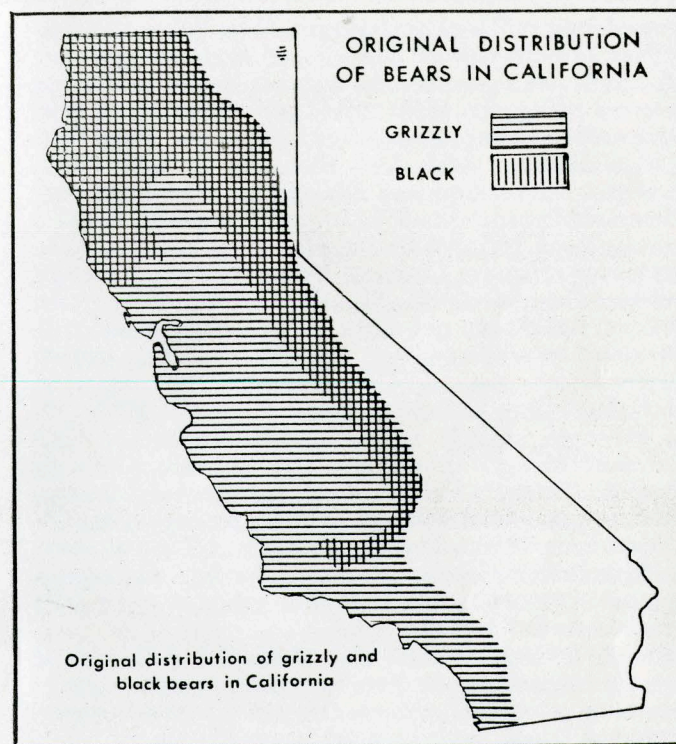 ORIGINAL DISTRIBUTION
OF BEARS IN CALIFORNIA
GRIZZLY
BLACK
Original distribution of grizzly and
black bears in California